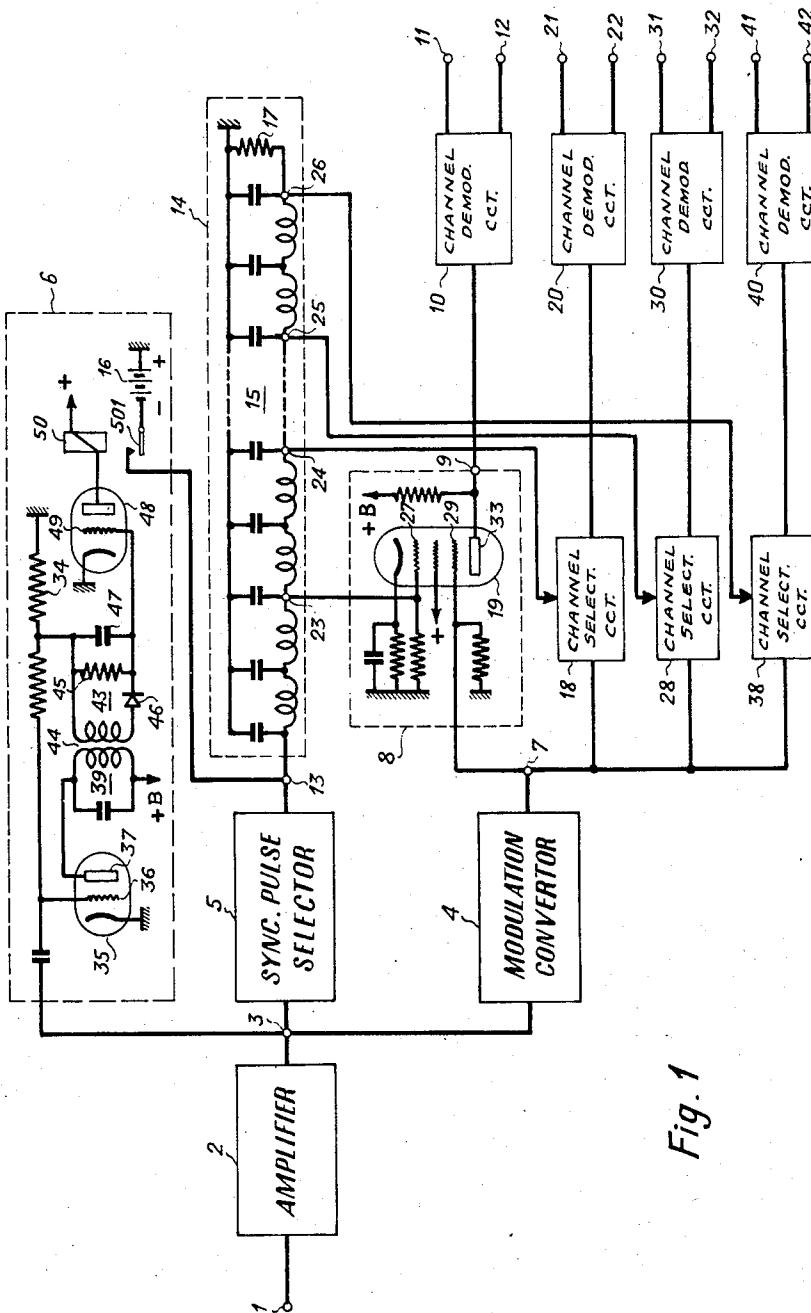 1
2
AMPLIFIER
3
5
SYNC. PULSE
SELECTOR
4
MODULATION
CONVERTOR
7
13
6
35
36
37
39
+B
44
43
45
46
47
34
49
48
50
+
501
16
−
+
14
15
17
23
24
25
26
8
19
27
29
33
+
+B
9
18
CHANNEL
SELECT.
CCT.
28
CHANNEL
SELECT.
CCT.
38
CHANNEL
SELECT.
CCT.
10
CHANNEL
DEMOD.
CCT.
11
12
20
CHANNEL
DEMOD.
CCT.
21
22
30
CHANNEL
DEMOD.
CCT.
31
32
40
CHANNEL
DEMOD.
CCT.
41
42
Fig. 1